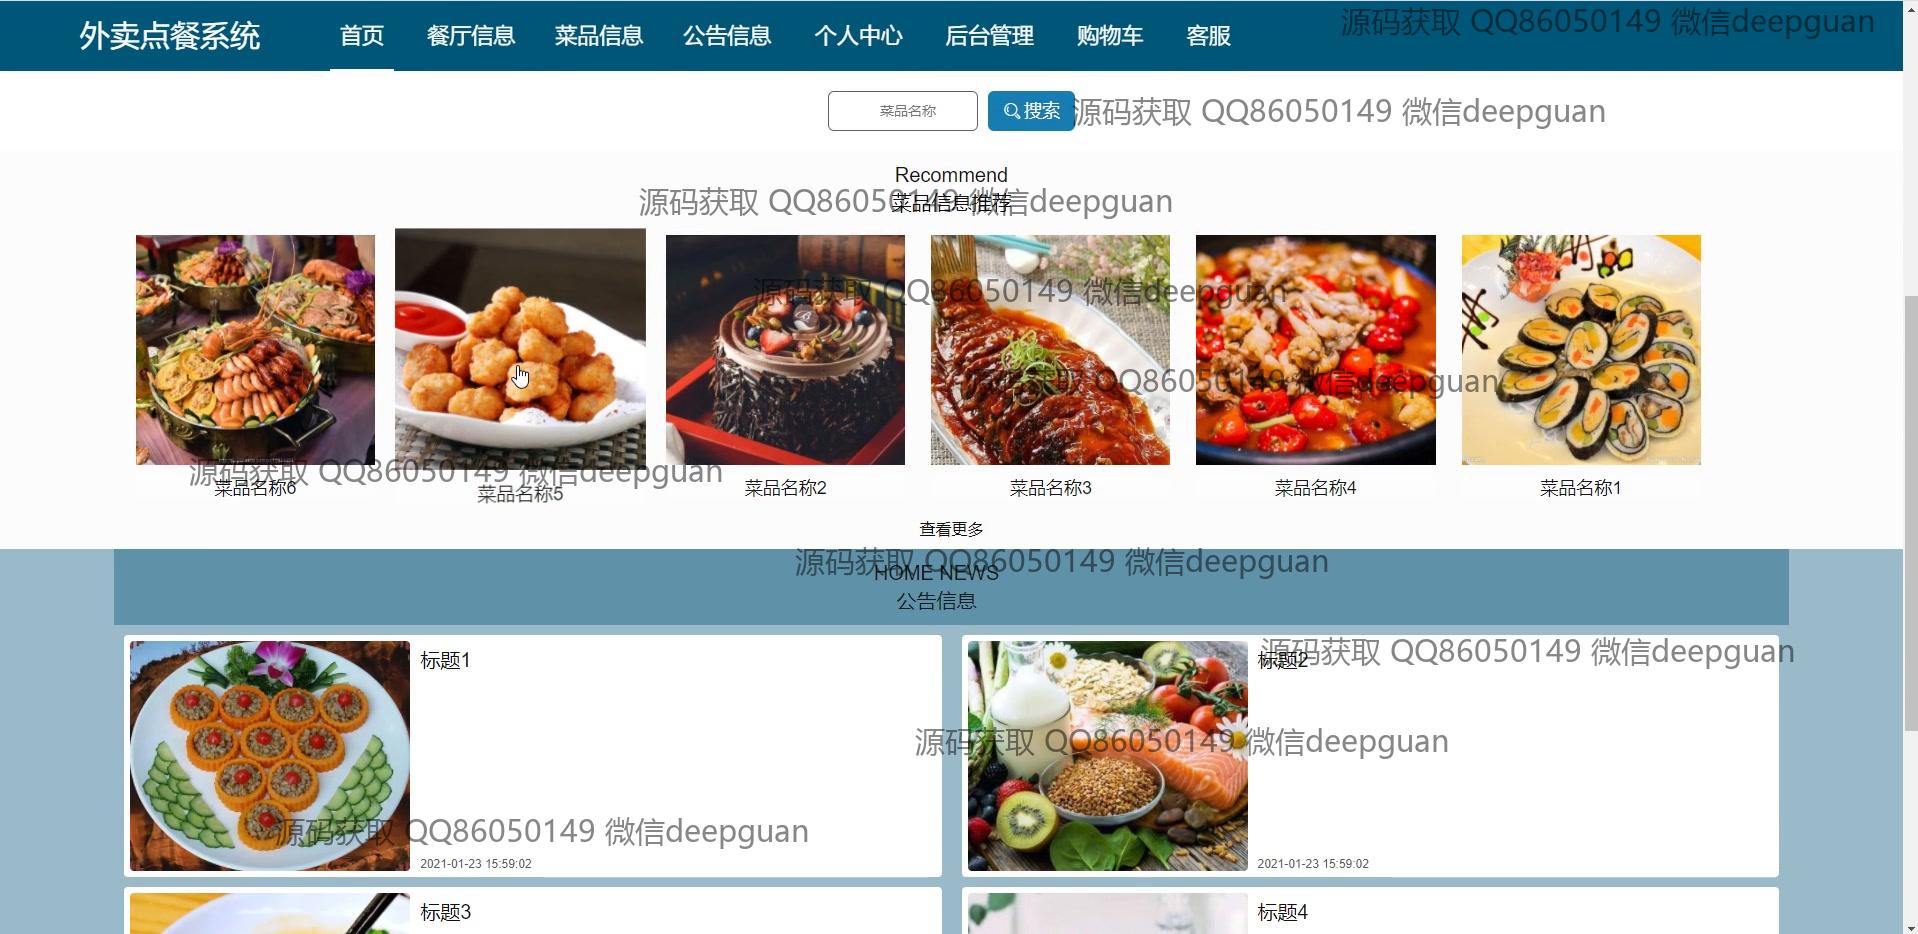 外卖点餐系统 首页 餐厅信息 菜品信息 公告信息 个人中心 后台管理 购物车 客服
源码获取 QQ86050149 微信deepguan
菜品名称 搜索
源码获取 QQ86050149 微信deepguan
Recommend
源码获取 QQ86050149 微信deepguan
菜品信息推荐
源码获取 QQ86050149 微信deepguan
源码获取 QQ86050149 微信deepguan
源码获取 QQ86050149 微信deepguan
菜品名称6 菜品名称5 菜品名称2 菜品名称3 菜品名称4 菜品名称1
查看更多
源码获取 QQ86050149 微信deepguan
HOME NEWS
公告信息
标题1
标题2
源码获取 QQ86050149 微信deepguan
源码获取 QQ86050149 微信deepguan
源码获取 QQ86050149 微信deepguan
2021-01-23 15:59:02
2021-01-23 15:59:02
标题3
标题4